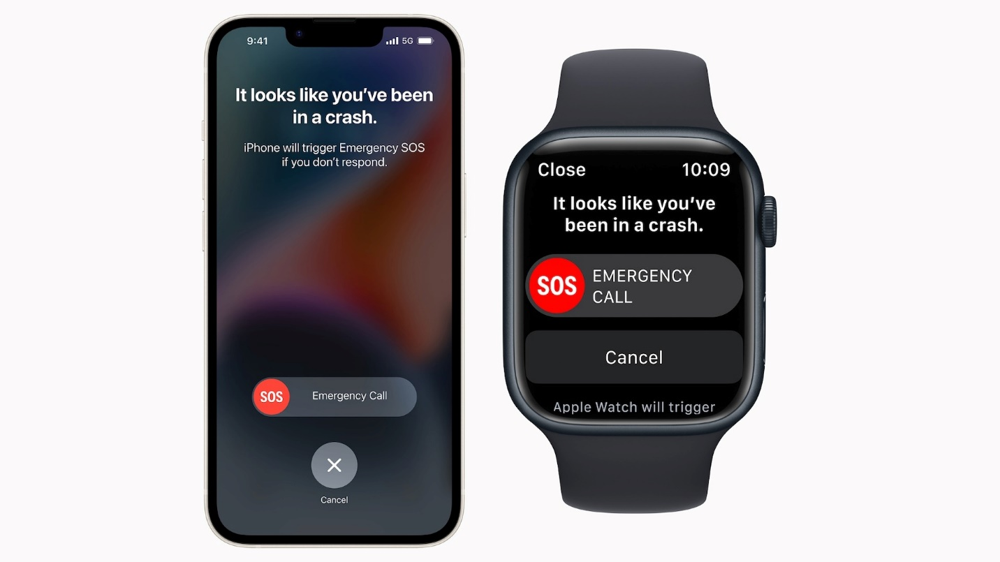 9:41
5G
It looks like you've been
in a crash.
iPhone will trigger Emergency SOS
if you don't respond.
SOS
Emergency Call
Cancel
Close
10:09
It looks like you've
been in a crash.
SOS
EMERGENCY
CALL
Cancel
Apple Watch will trigger